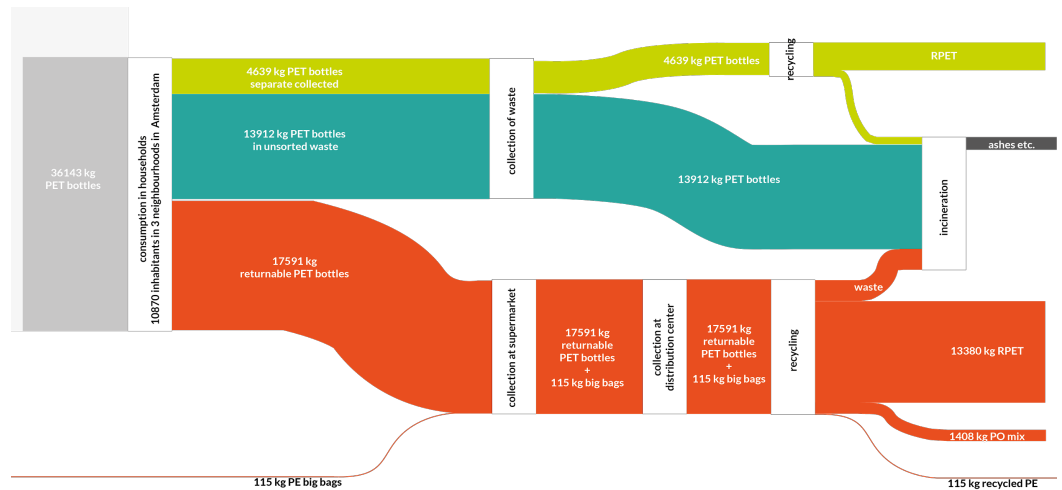 36143 kg
PET bottles
consumption in households
10870 inhabitants in 3 neighbourhoods in Amsterdam
4639 kg PET bottles
separate collected
13912 kg PET bottles
in unsorted waste
17591 kg
returnable PET bottles
115 kg PE big bags
collection of waste
collection at supermarket
4639 kg PET bottles
13912 kg PET bottles
17591 kg
returnable
PET bottles
+
115 kg big bags
collection at
distribution center
17591 kg
returnable
PET bottles
+
115 kg big bags
recycling
recycling
RPET
ashes etc.
incineration
waste
13380 kg RPET
1408 kg PO mix
115 kg recycled PE